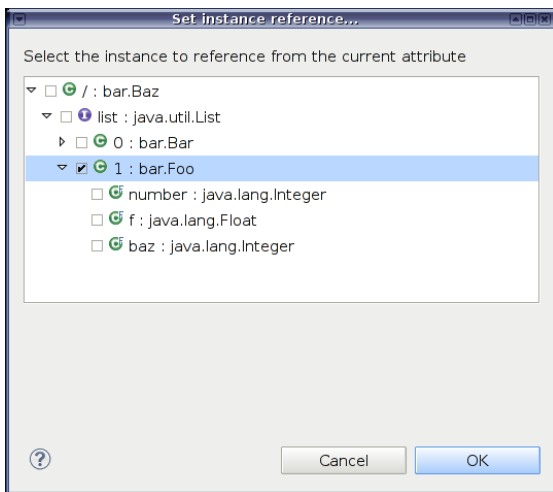 Set instance reference...
Select the instance to reference from the current attribute
/ : bar.Baz
list : java.util.List
0 : bar.Bar
1 : bar.Foo
number : java.lang.Integer
f : java.lang.Float
baz : java.lang.Integer
Cancel OK